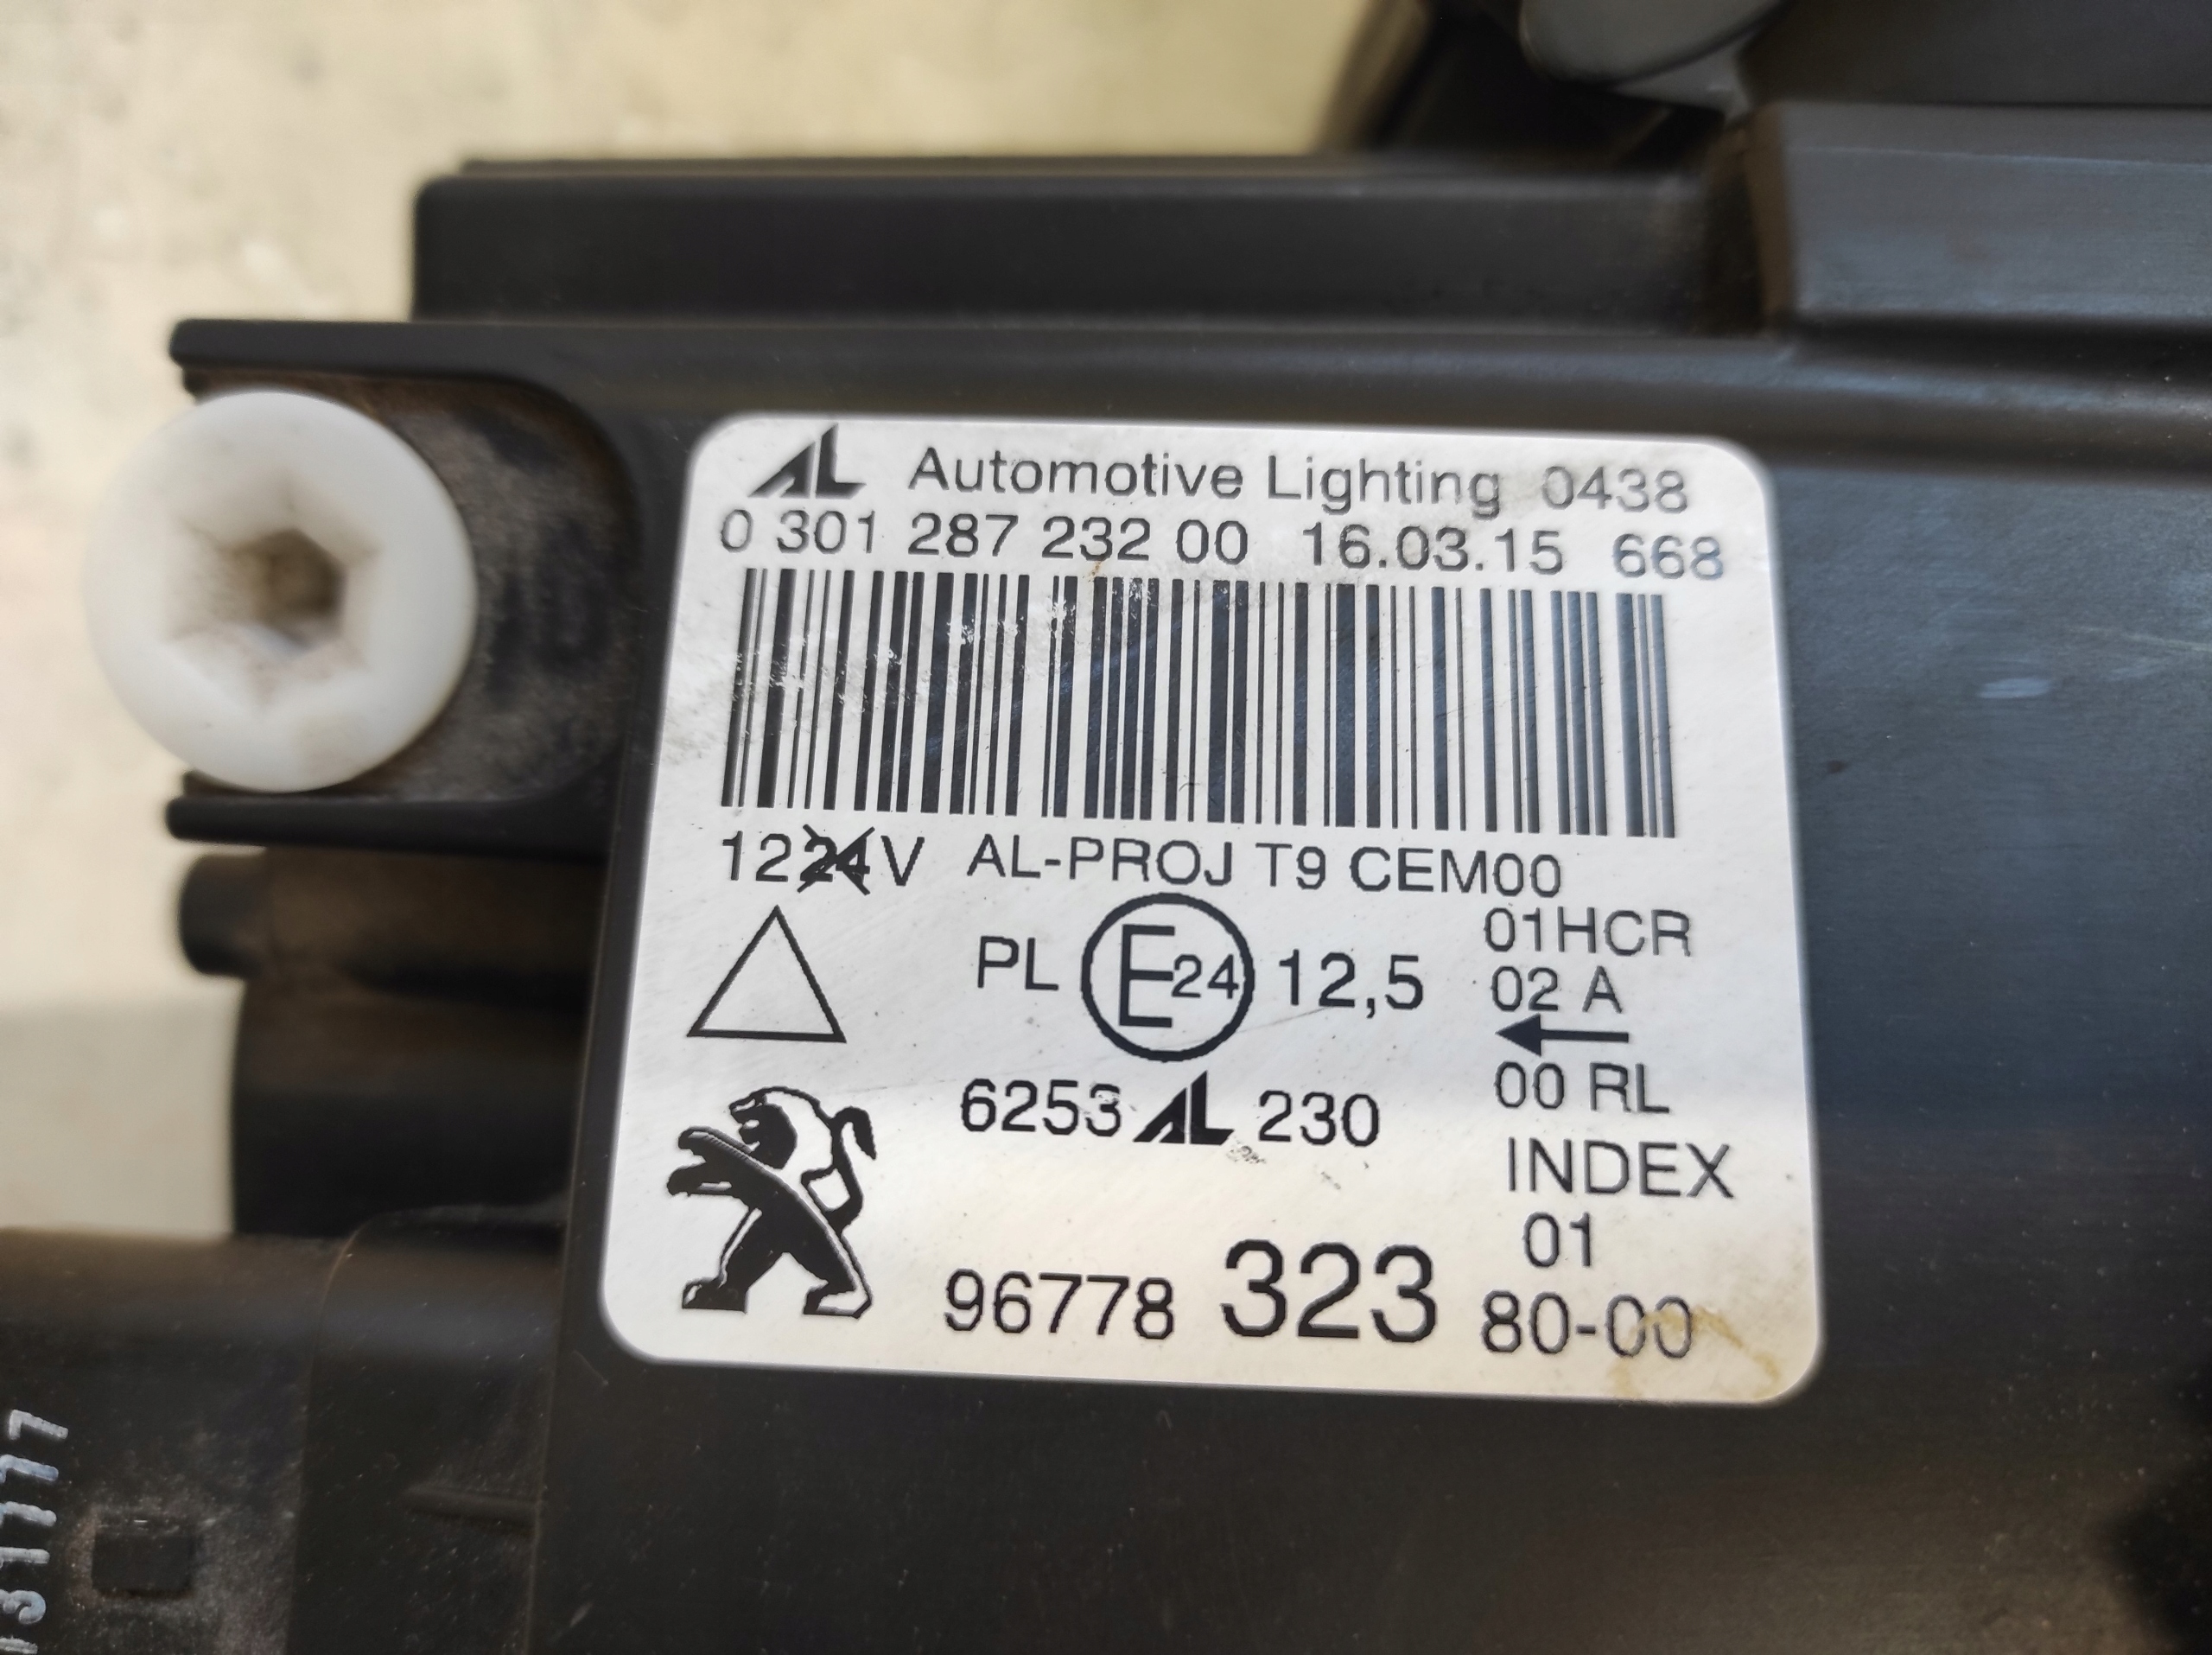 AL Automotive Lighting 0438
0 301 287 232 00 16.03.15 668
1224V AL-PROJ T9 CEM00
PL E24 12,5 01HCR
02 A
00 RL
6253 AL 230
INDEX
01
96778 323 80-00